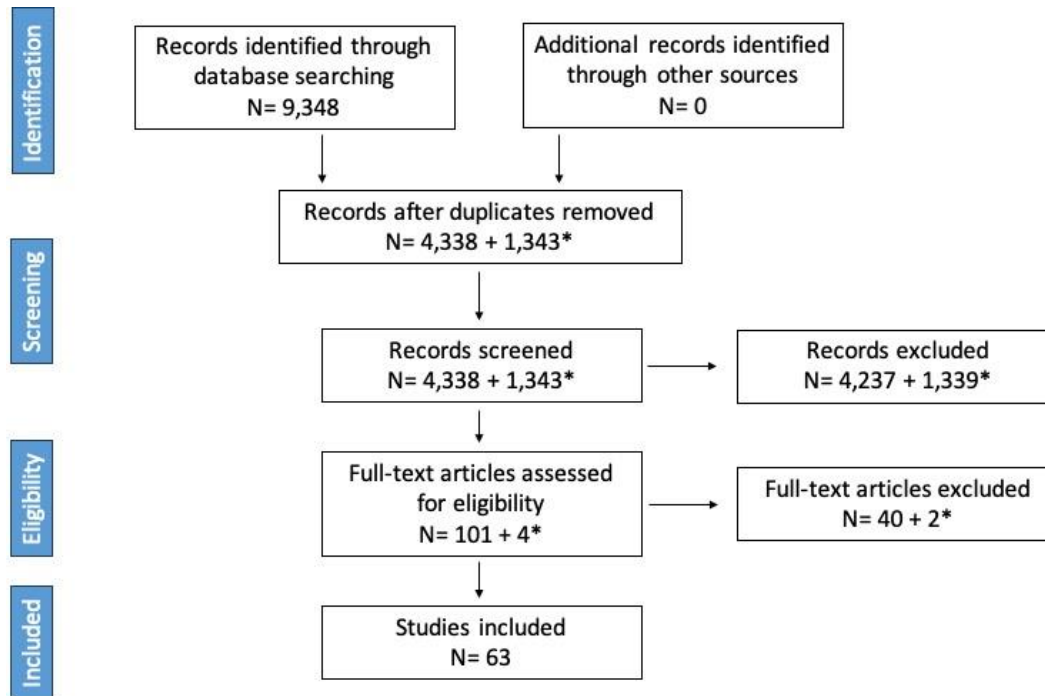 Identification
Records identified through
database searching
N= 9,348
Additional records identified
through other sources
N= 0
Records after duplicates removed
N= 4,338 + 1,343*
Screening
Records screened
N= 4,338 + 1,343*
Records excluded
N= 4,237 + 1,339*
Eligibility
Full-text articles assessed
for eligibility
N= 101 + 4*
Full-text articles excluded
N= 40 + 2*
Included
Studies included
N= 63